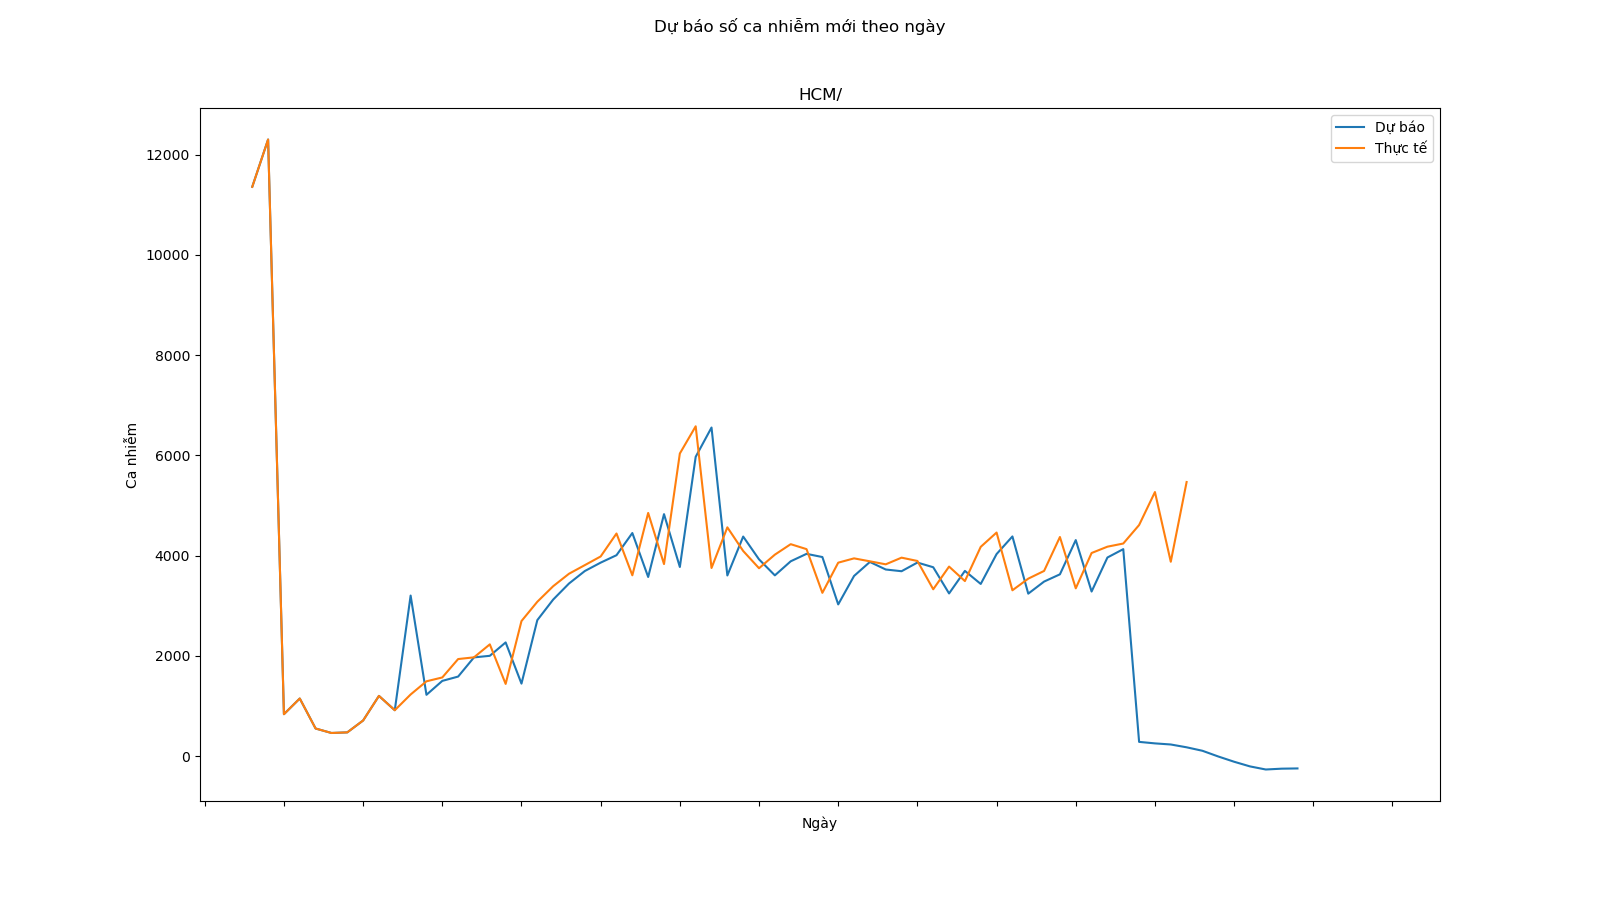 Dự báo số ca nhiễm mới theo ngày
HCM/
Dự báo
Thực tế
12000
10000
8000
6000
4000
2000
0
Ca nhiễm
Ngày